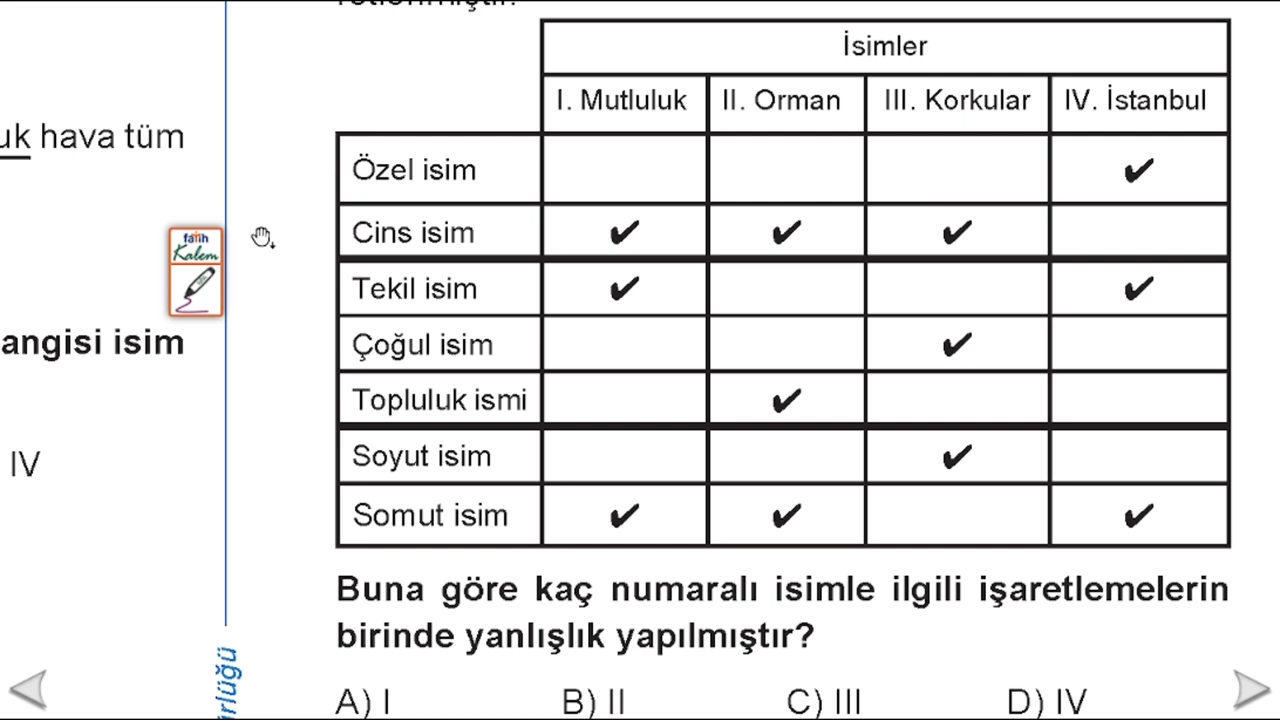 uk hava tüm
fatih
Kalem
angisi isim
IV
rlüğü
İsimler
I. Mutluluk II. Orman III. Korkular IV. İstanbul
Özel isim ✔
Cins isim ✔ ✔ ✔
Tekil isim ✔ ✔
Çoğul isim ✔
Topluluk ismi ✔
Soyut isim ✔
Somut isim ✔ ✔ ✔
Buna göre kaç numaralı isimle ilgili işaretlemelerin
birinde yanlışlık yapılmıştır?
A) I B) II C) III D) IV